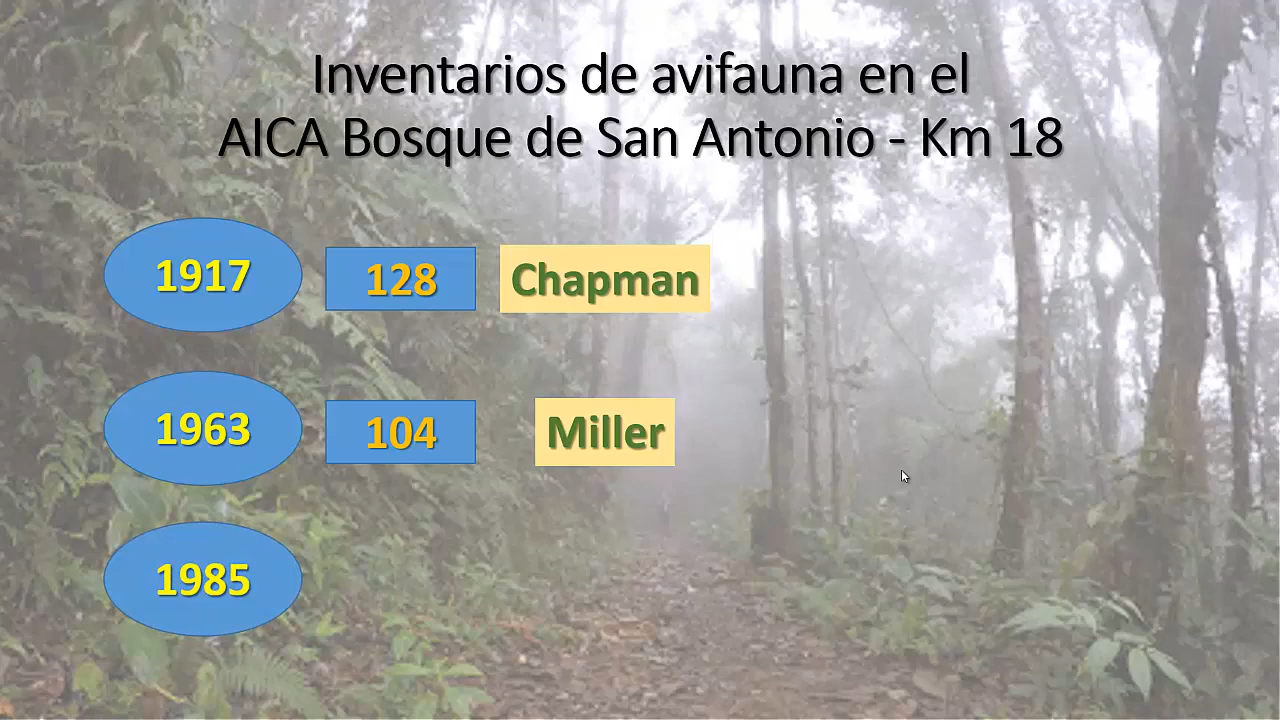 Inventarios de avifauna en el
AICA Bosque de San Antonio - Km 18
1917 128 Chapman
1963 104 Miller
1985